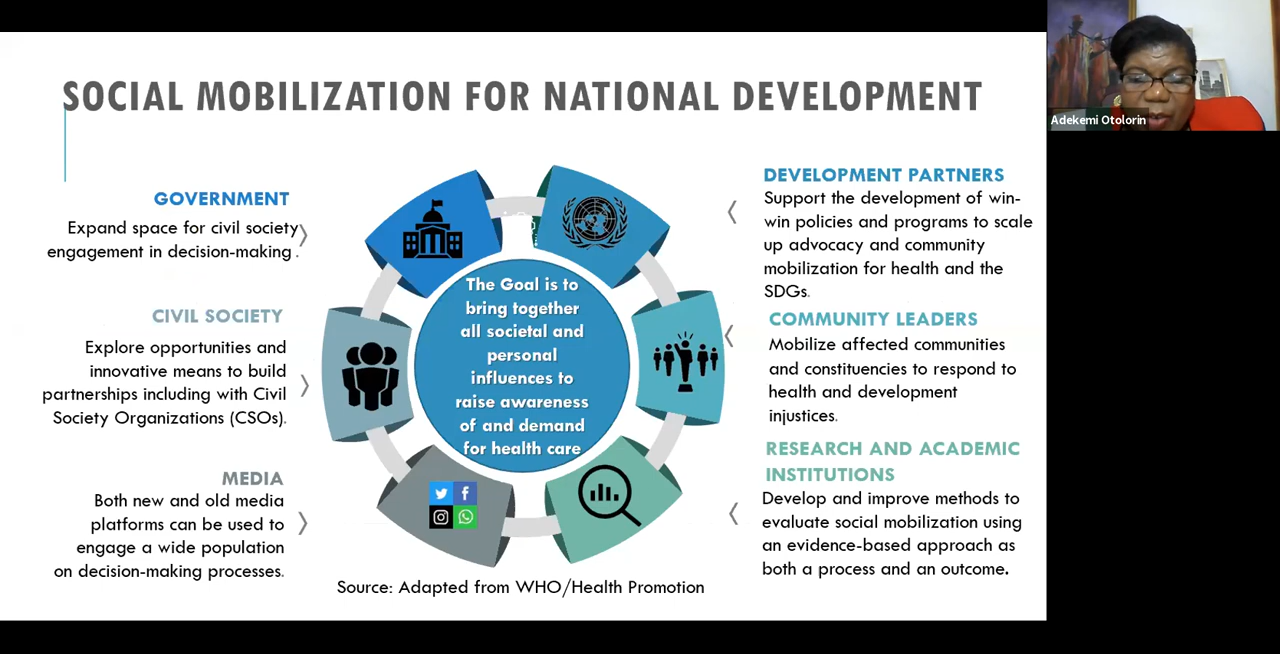 SOCIAL MOBILIZATION FOR NATIONAL DEVELOPMENT
Adekemi Otolorin
GOVERNMENT
Expand space for civil society
engagement in decision-making .
CIVIL SOCIETY
Explore opportunities and
innovative means to build
partnerships including with Civil
Society Organizations (CSOs).
MEDIA
Both new and old media
platforms can be used to
engage a wide population
on decision-making processes.
The Goal is to
bring together
all societal and
personal
influences to
raise awareness
of and demand
for health care
DEVELOPMENT PARTNERS
Support the development of win-
win policies and programs to scale
up advocacy and community
mobilization for health and the
SDGs.
COMMUNITY LEADERS
Mobilize affected communities
and constituencies to respond to
health and development
injustices.
RESEARCH AND ACADEMIC
INSTITUTIONS
Develop and improve methods to
evaluate social mobilization using
an evidence-based approach as
both a process and an outcome.
Source: Adapted from WHO/Health Promotion